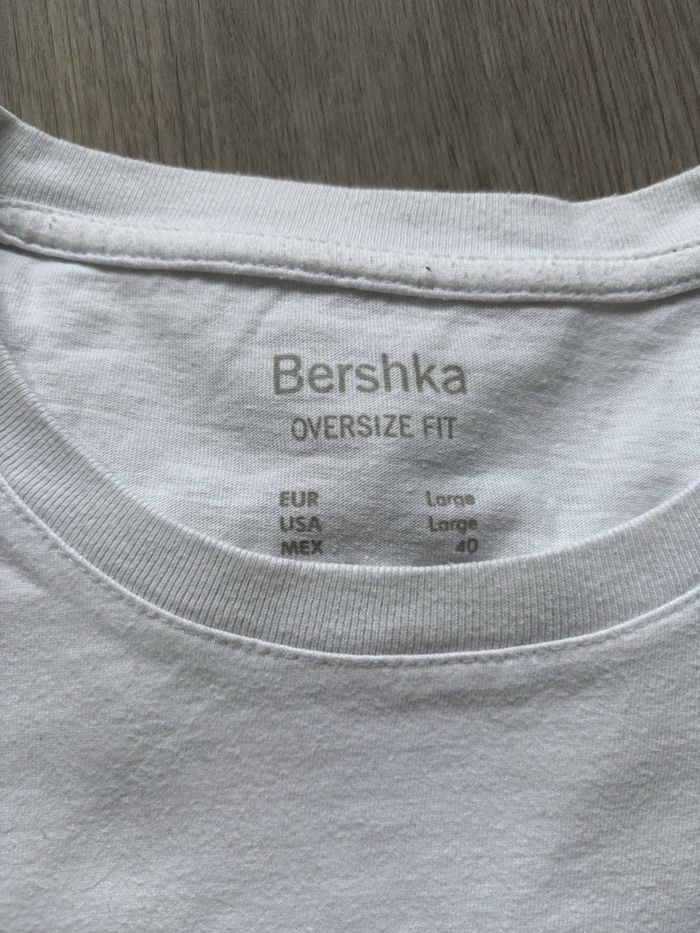 Bershka
OVERSIZE FIT
EUR Large
USA Large
MEX 40